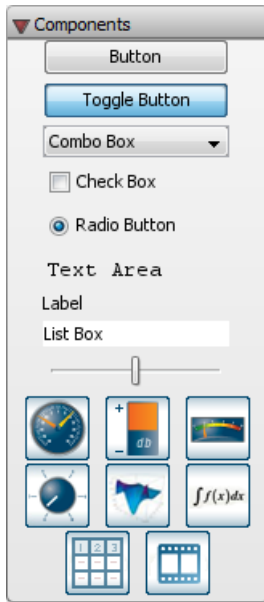 Components
Button
Toggle Button
Combo Box
Check Box
Radio Button
Text Area
Label
List Box
+
db
−
∫f(x)dx
1 2 3